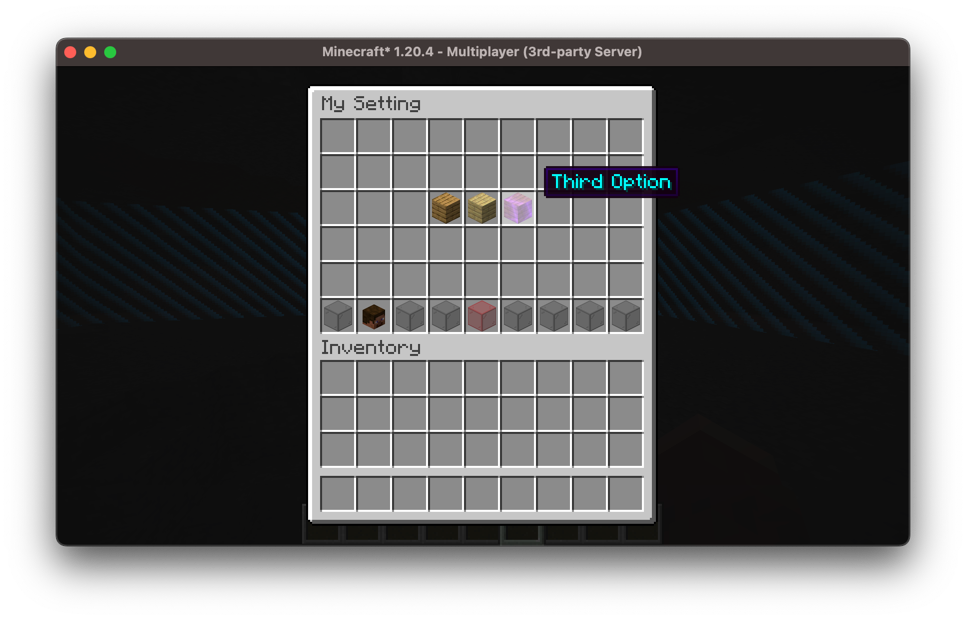 Minecraft* 1.20.4 - Multiplayer (3rd-party Server)
My Setting
Third Option
Inventory